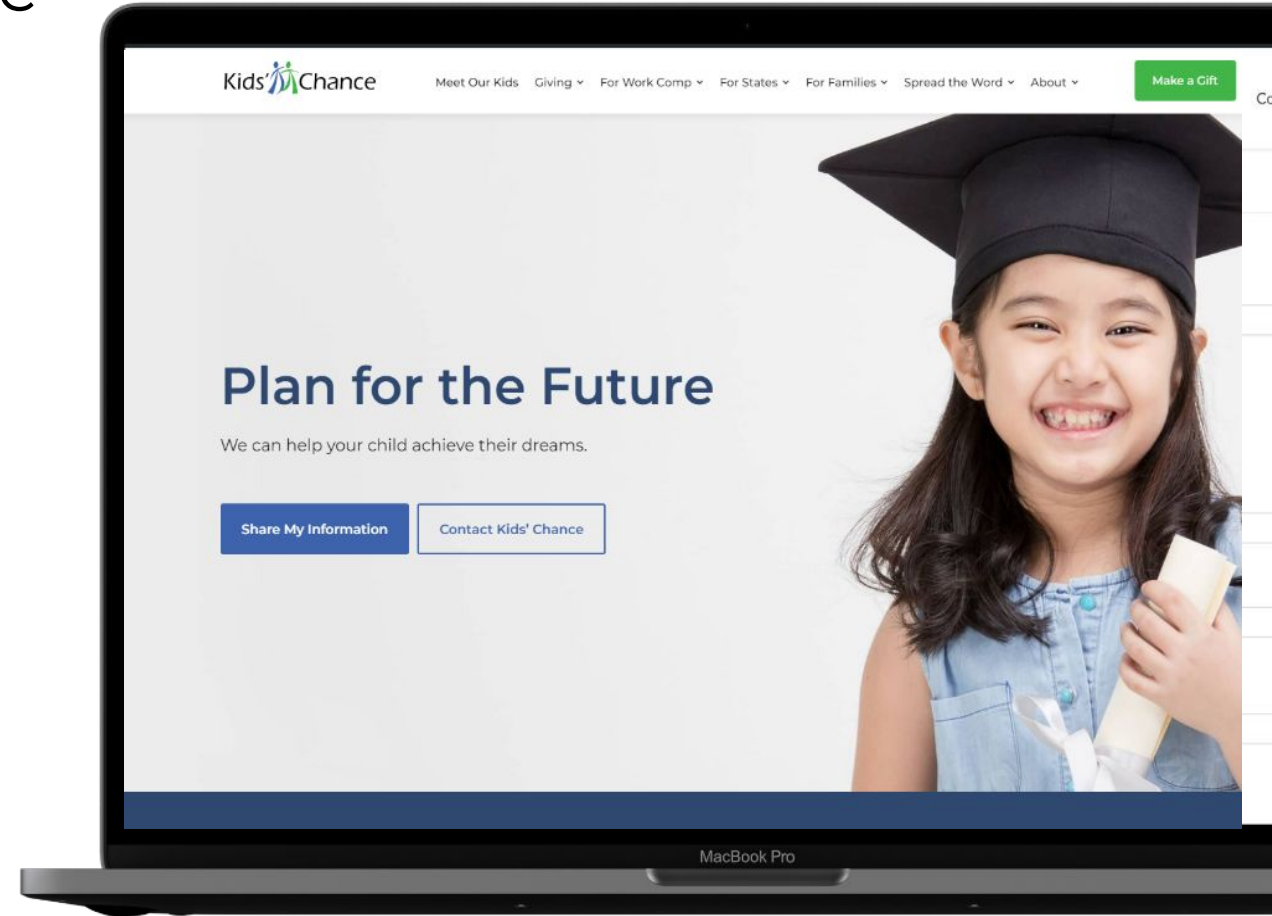 Kids' Chance
Meet Our Kids Giving For Work Comp For States For Families Spread the Word About
Make a Gift
Plan for the Future
We can help your child achieve their dreams.
Share My Information
Contact Kids' Chance
MacBook Pro